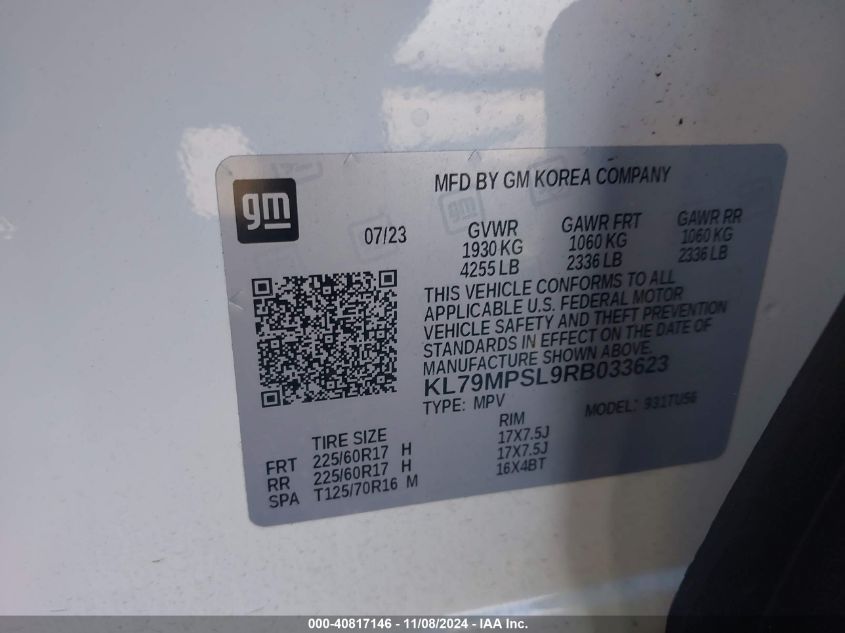 gm
MFD BY GM KOREA COMPANY
07/23
GVWR GAWR FRT GAWR RR
1930 KG 1060 KG 1060 KG
4255 LB 2336 LB 2336 LB
THIS VEHICLE CONFORMS TO ALL
APPLICABLE U.S. FEDERAL MOTOR
VEHICLE SAFETY AND THEFT PREVENTION
STANDARDS IN EFFECT ON THE DATE OF
MANUFACTURE SHOWN ABOVE.
KL79MPSL9RB033623
TYPE: MPV MODEL: 931TU56
TIRE SIZE RIM
FRT 225/60R17 H 17X7.5J
RR 225/60R17 H 17X7.5J
SPA T125/70R16 M 16X4BT
000-40817146 - 11/08/2024 - IAA Inc.